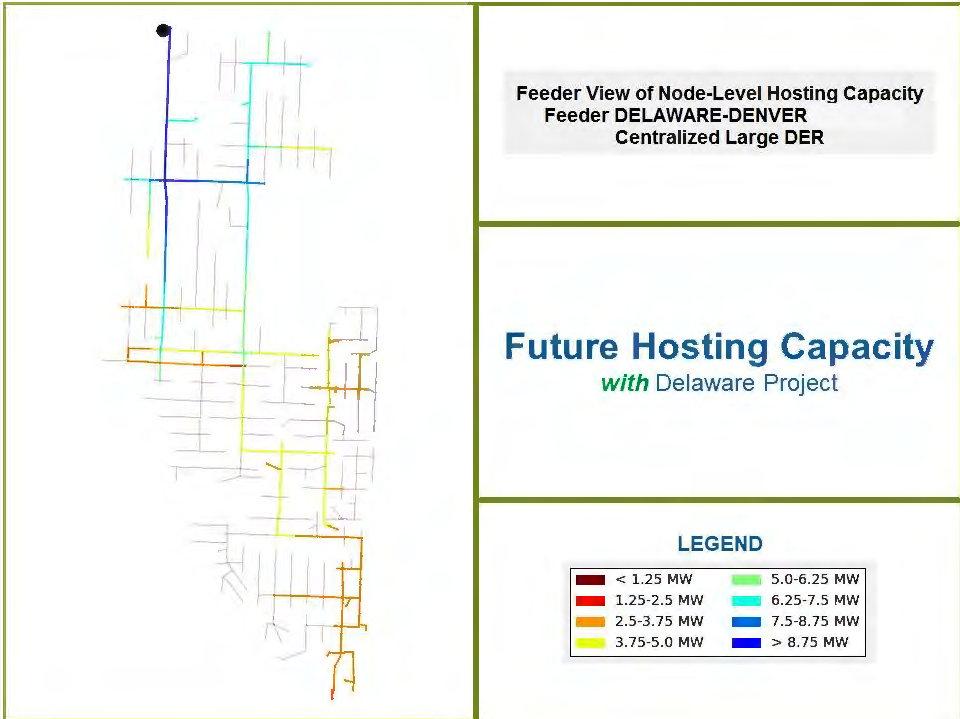 Feeder View of Node-Level Hosting Capacity
Feeder DELAWARE-DENVER
Centralized Large DER
Future Hosting Capacity
with Delaware Project
LEGEND
< 1.25 MW
1.25-2.5 MW
2.5-3.75 MW
3.75-5.0 MW
5.0-6.25 MW
6.25-7.5 MW
7.5-8.75 MW
> 8.75 MW